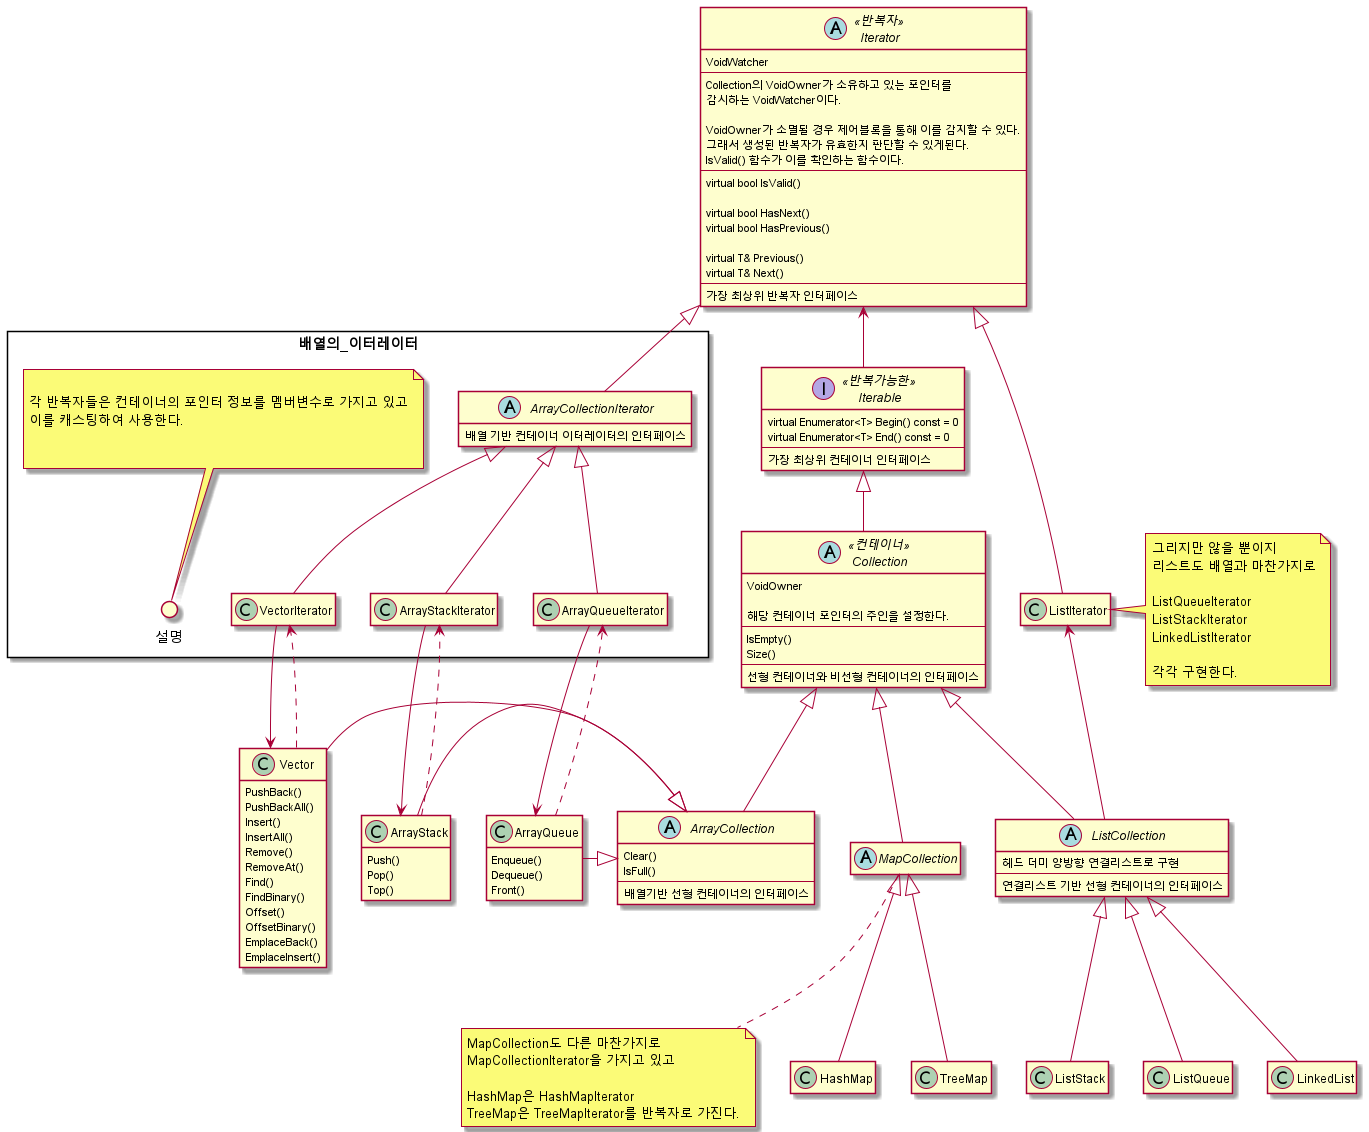 A «반복자»
Iterator
VoidWatcher
Collection의 VoidOwner가 소유하고 있는 포인터를
감시하는 VoidWatcher이다.
VoidOwner가 소멸될 경우 제어블록을 통해 이를 감지할 수 있다.
그래서 생성된 반복자가 유효한지 판단할 수 있게된다.
IsValid() 함수가 이를 확인하는 함수이다.
virtual bool IsValid()
virtual bool HasNext()
virtual bool HasPrevious()
virtual T& Previous()
virtual T& Next()
가장 최상위 반복자 인터페이스
배열의_이터레이터
각 반복자들은 컨테이너의 포인터 정보를 멤버변수로 가지고 있고
이를 캐스팅하여 사용한다.
A ArrayCollectionIterator
배열 기반 컨테이너 이터레이터의 인터페이스
I «반복가능한»
Iterable
virtual Enumerator<T> Begin() const = 0
virtual Enumerator<T> End() const = 0
가장 최상위 컨테이너 인터페이스
설명
C VectorIterator
C ArrayStackIterator
C ArrayQueueIterator
A «컨테이너»
Collection
VoidOwner
해당 컨테이너 포인터의 주인을 설정한다.
IsEmpty()
Size()
선형 컨테이너와 비선형 컨테이너의 인터페이스
C ListIterator
그리지만 않을 뿐이지
리스트도 배열과 마찬가지로
ListQueueIterator
ListStackIterator
LinkedListIterator
각각 구현한다.
C Vector
PushBack()
PushBackAll()
Insert()
InsertAll()
Remove()
RemoveAt()
Find()
FindBinary()
Offset()
OffsetBinary()
EmplaceBack()
EmplaceInsert()
C ArrayStack
Push()
Pop()
Top()
C ArrayQueue
Enqueue()
Dequeue()
Front()
A ArrayCollection
Clear()
IsFull()
배열기반 선형 컨테이너의 인터페이스
A MapCollection
A ListCollection
헤드 더미 양방향 연결리스트로 구현
연결리스트 기반 선형 컨테이너의 인터페이스
MapCollection도 다른 마찬가지로
MapCollectionIterator을 가지고 있고
HashMap은 HashMapIterator
TreeMap은 TreeMapIterator를 반복자로 가진다.
C HashMap
C TreeMap
C ListStack
C ListQueue
C LinkedList